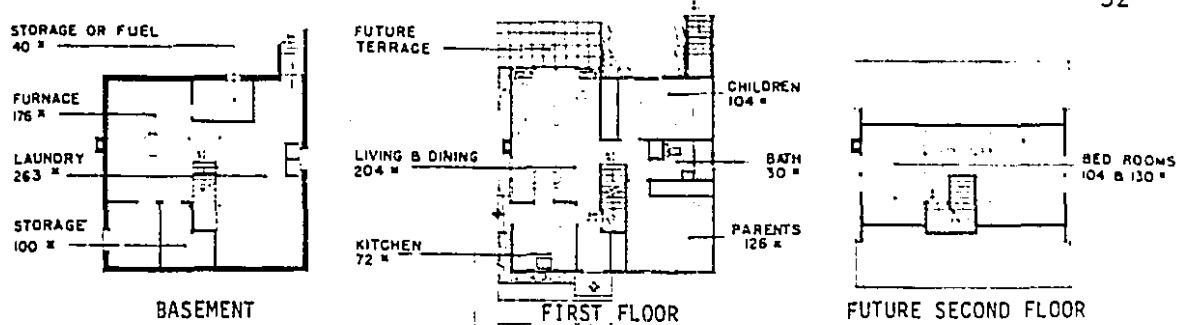 52
STORAGE OR FUEL
40 ¤
FURNACE
176 ¤
LAUNDRY
263 ¤
STORAGE
100 ¤
BASEMENT
FUTURE
TERRACE
LIVING & DINING
204 ¤
KITCHEN
72 ¤
CHILDREN
104 ¤
BATH
30 ¤
PARENTS
126 ¤
FIRST FLOOR
BED ROOMS
104 & 130 ¤
FUTURE SECOND FLOOR